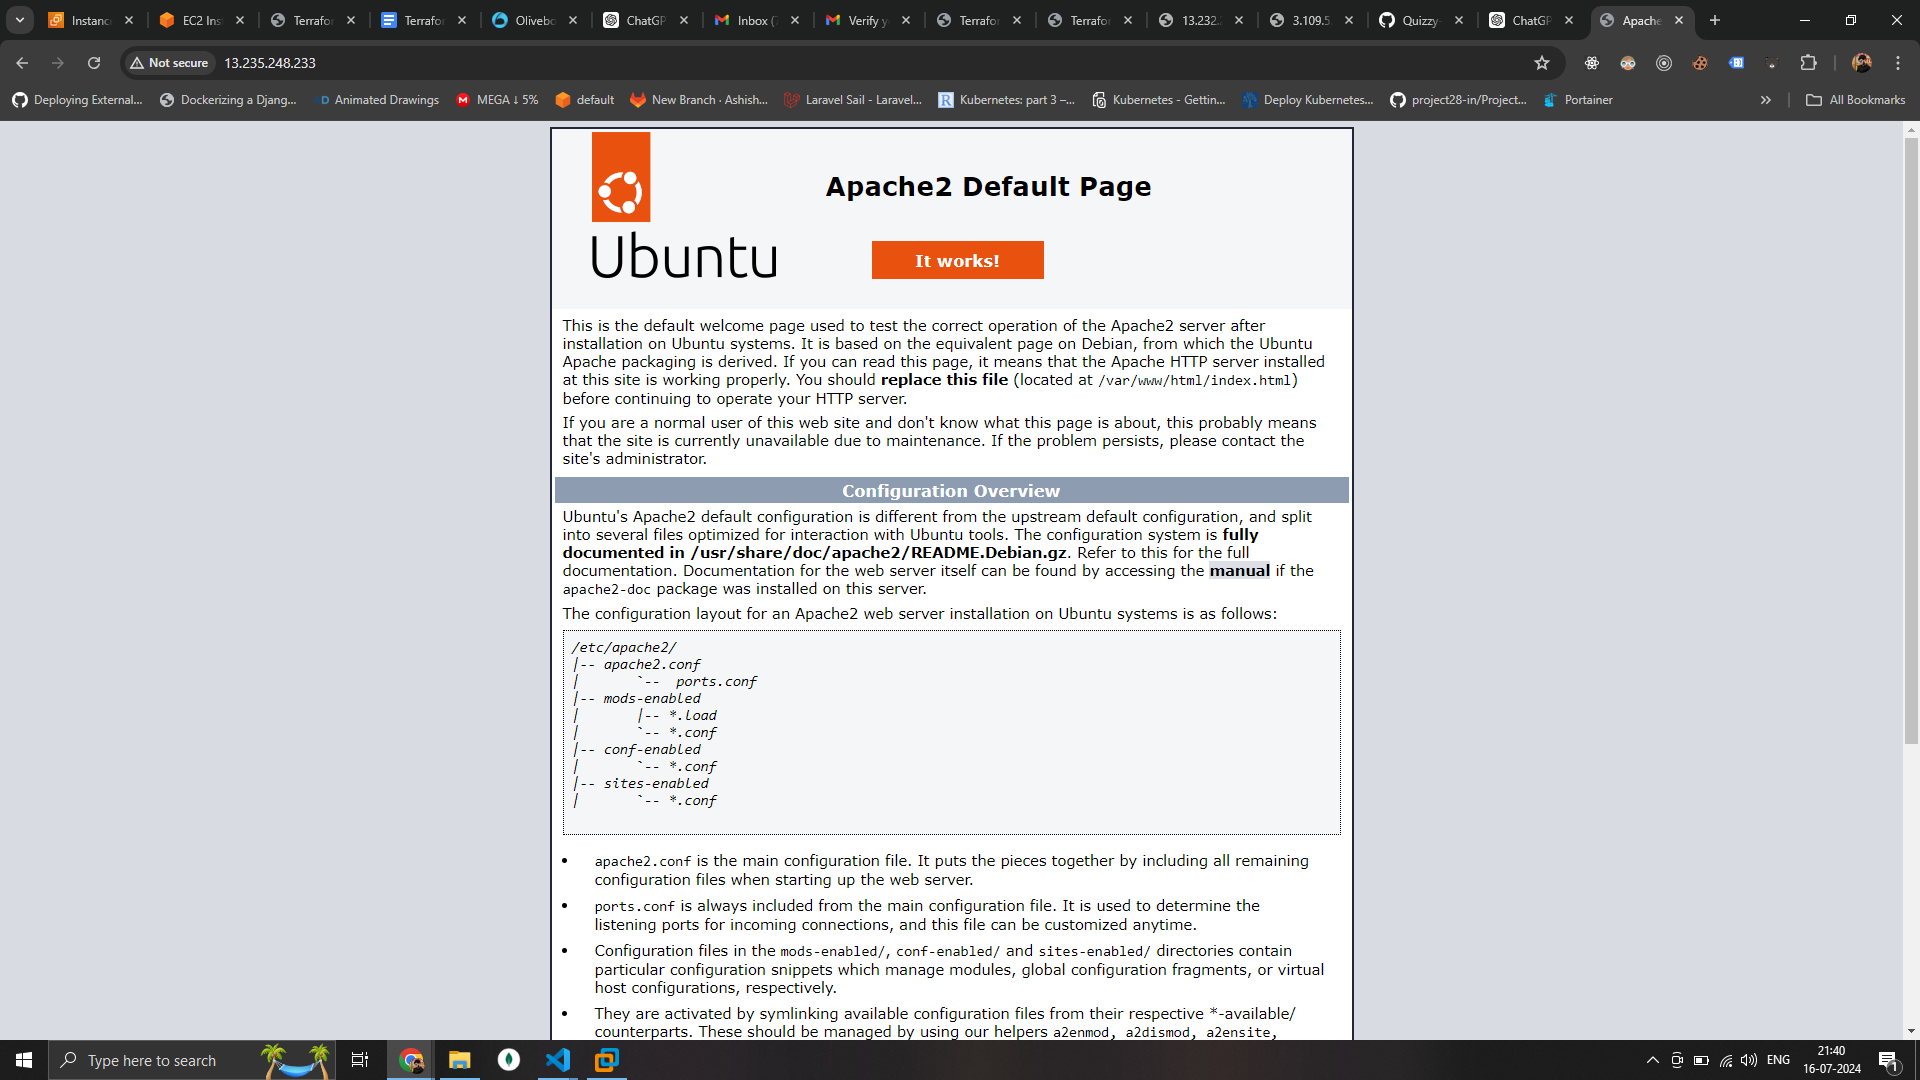 Instanc
EC2 Ins
Terrafor
Terrafor
Olivebo
ChatGP
Inbox (
Verify y
Terrafor
Terrafor
13.232.
3.109.5
Quizzy-
ChatGP
Apache
Not secure
13.235.248.233
Deploying External...
Dockerizing a Djang...
Animated Drawings
MEGA ↓ 5%
default
New Branch · Ashish...
Laravel Sail - Laravel...
Kubernetes: part 3 –...
Kubernetes - Gettin...
Deploy Kubernetes...
project28-in/Project...
Portainer
All Bookmarks
Ubuntu
Apache2 Default Page
It works!
This is the default welcome page used to test the correct operation of the Apache2 server after
installation on Ubuntu systems. It is based on the equivalent page on Debian, from which the Ubuntu
Apache packaging is derived. If you can read this page, it means that the Apache HTTP server installed
at this site is working properly. You should replace this file (located at /var/www/html/index.html)
before continuing to operate your HTTP server.
If you are a normal user of this web site and don't know what this page is about, this probably means
that the site is currently unavailable due to maintenance. If the problem persists, please contact the
site's administrator.
Configuration Overview
Ubuntu's Apache2 default configuration is different from the upstream default configuration, and split
into several files optimized for interaction with Ubuntu tools. The configuration system is fully
documented in /usr/share/doc/apache2/README.Debian.gz. Refer to this for the full
documentation. Documentation for the web server itself can be found by accessing the manual if the
apache2-doc package was installed on this server.
The configuration layout for an Apache2 web server installation on Ubuntu systems is as follows:
/etc/apache2/
|-- apache2.conf
|       `--  ports.conf
|-- mods-enabled
|       |-- *.load
|       `-- *.conf
|-- conf-enabled
|       `-- *.conf
|-- sites-enabled
|       `-- *.conf
• apache2.conf is the main configuration file. It puts the pieces together by including all remaining
configuration files when starting up the web server.
• ports.conf is always included from the main configuration file. It is used to determine the
listening ports for incoming connections, and this file can be customized anytime.
• Configuration files in the mods-enabled/, conf-enabled/ and sites-enabled/ directories contain
particular configuration snippets which manage modules, global configuration fragments, or virtual
host configurations, respectively.
• They are activated by symlinking available configuration files from their respective *-available/
counterparts. These should be managed by using our helpers a2enmod, a2dismod, a2ensite,
Type here to search
ENG
21:40
16-07-2024
1